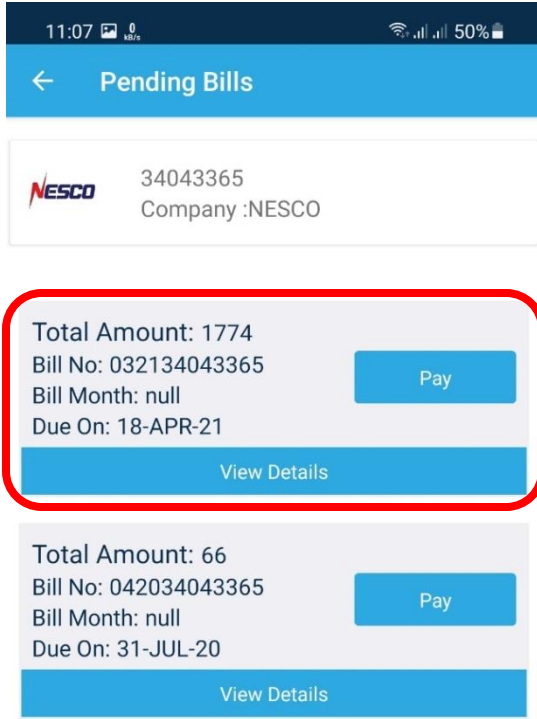 11:07 0 kB/s 50%
Pending Bills
NESCO
34043365
Company :NESCO
Total Amount: 1774
Bill No: 032134043365
Bill Month: null
Due On: 18-APR-21
Pay
View Details
Total Amount: 66
Bill No: 042034043365
Bill Month: null
Due On: 31-JUL-20
Pay
View Details